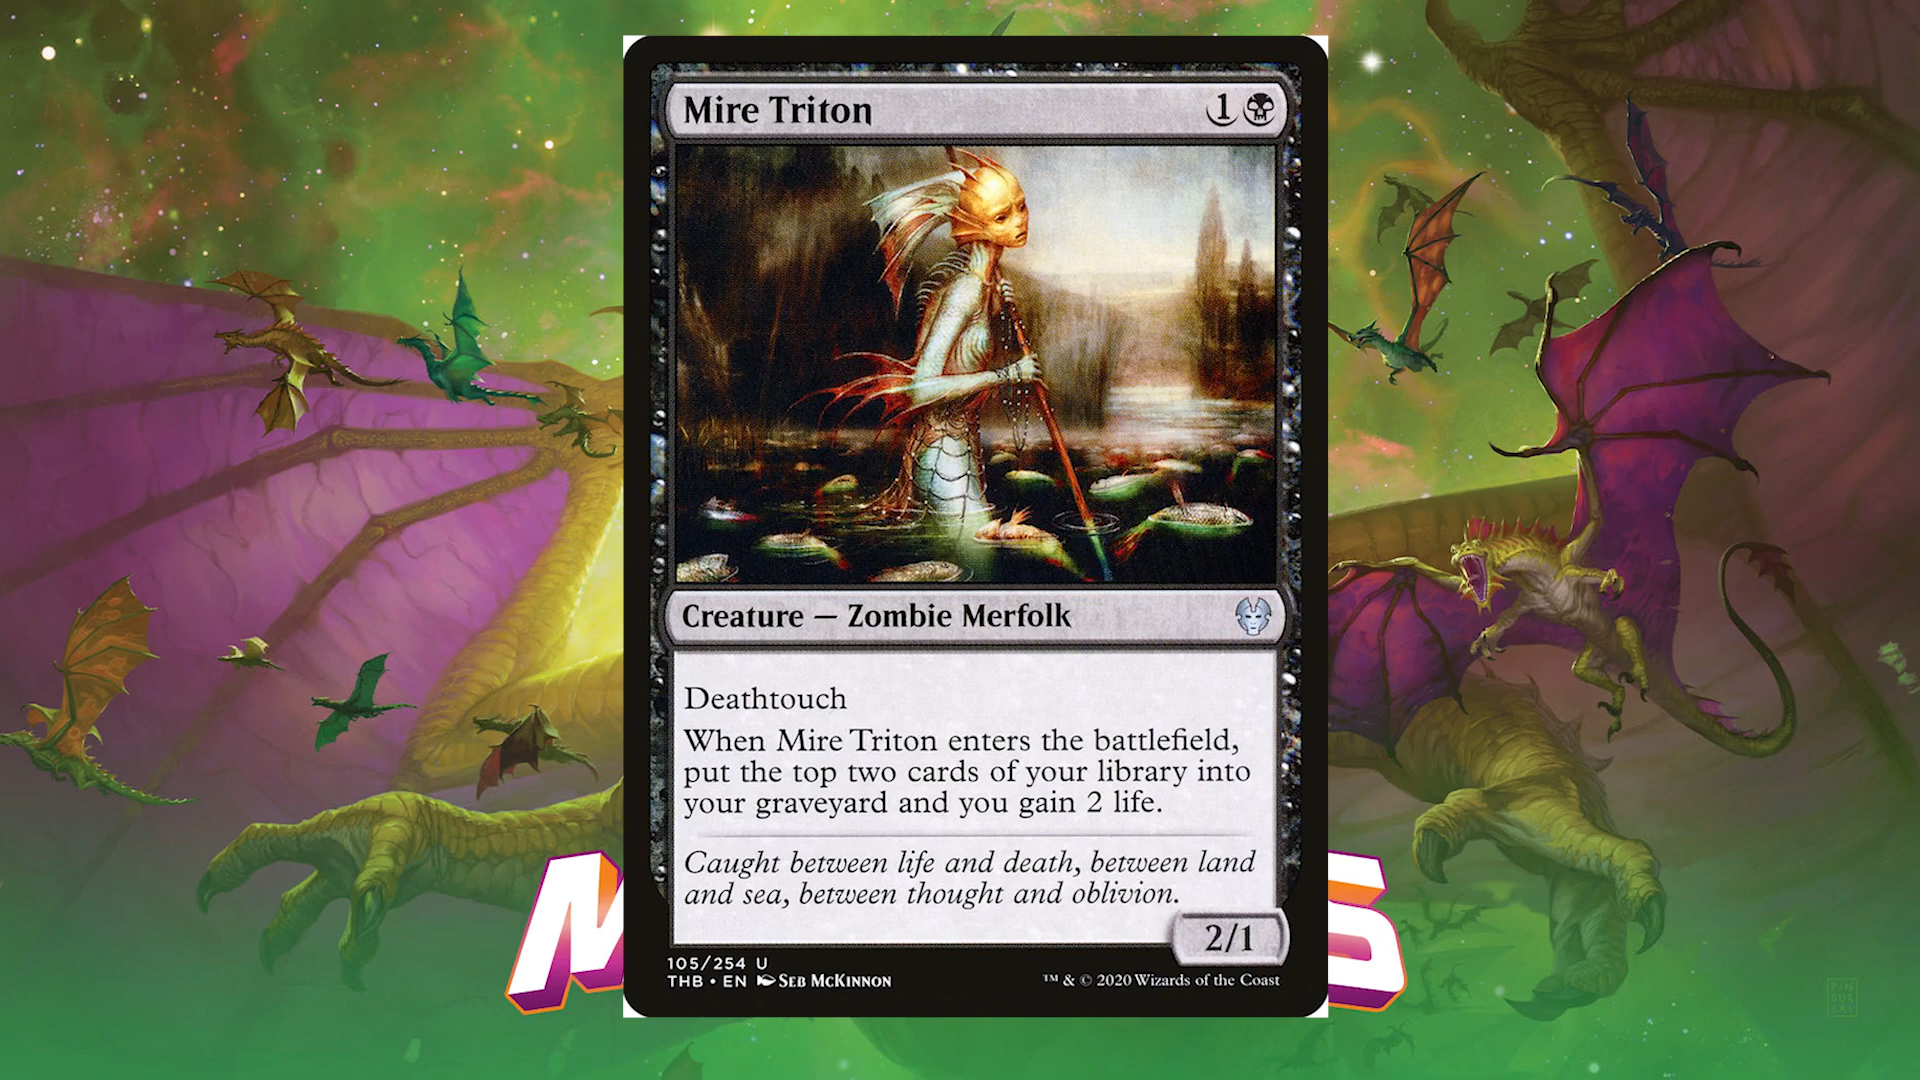 Mire Triton
1
Creature — Zombie Merfolk
Deathtouch
When Mire Triton enters the battlefield,
put the top two cards of your library into
your graveyard and you gain 2 life.
Caught between life and death, between land
and sea, between thought and oblivion.
2/1
105/254 U
THB • EN Seb McKinnon
™ & © 2020 Wizards of the Coast
M S